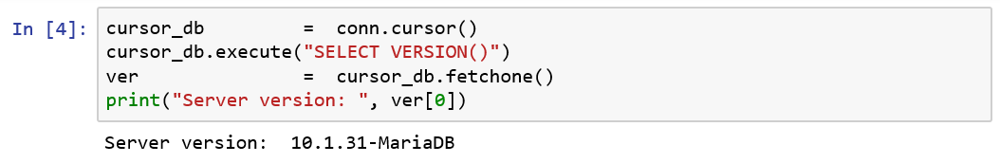 In [4]: cursor_db = conn.cursor()
cursor_db.execute("SELECT VERSION()")
ver = cursor_db.fetchone()
print("Server version: ", ver[0])
Server version:  10.1.31-MariaDB